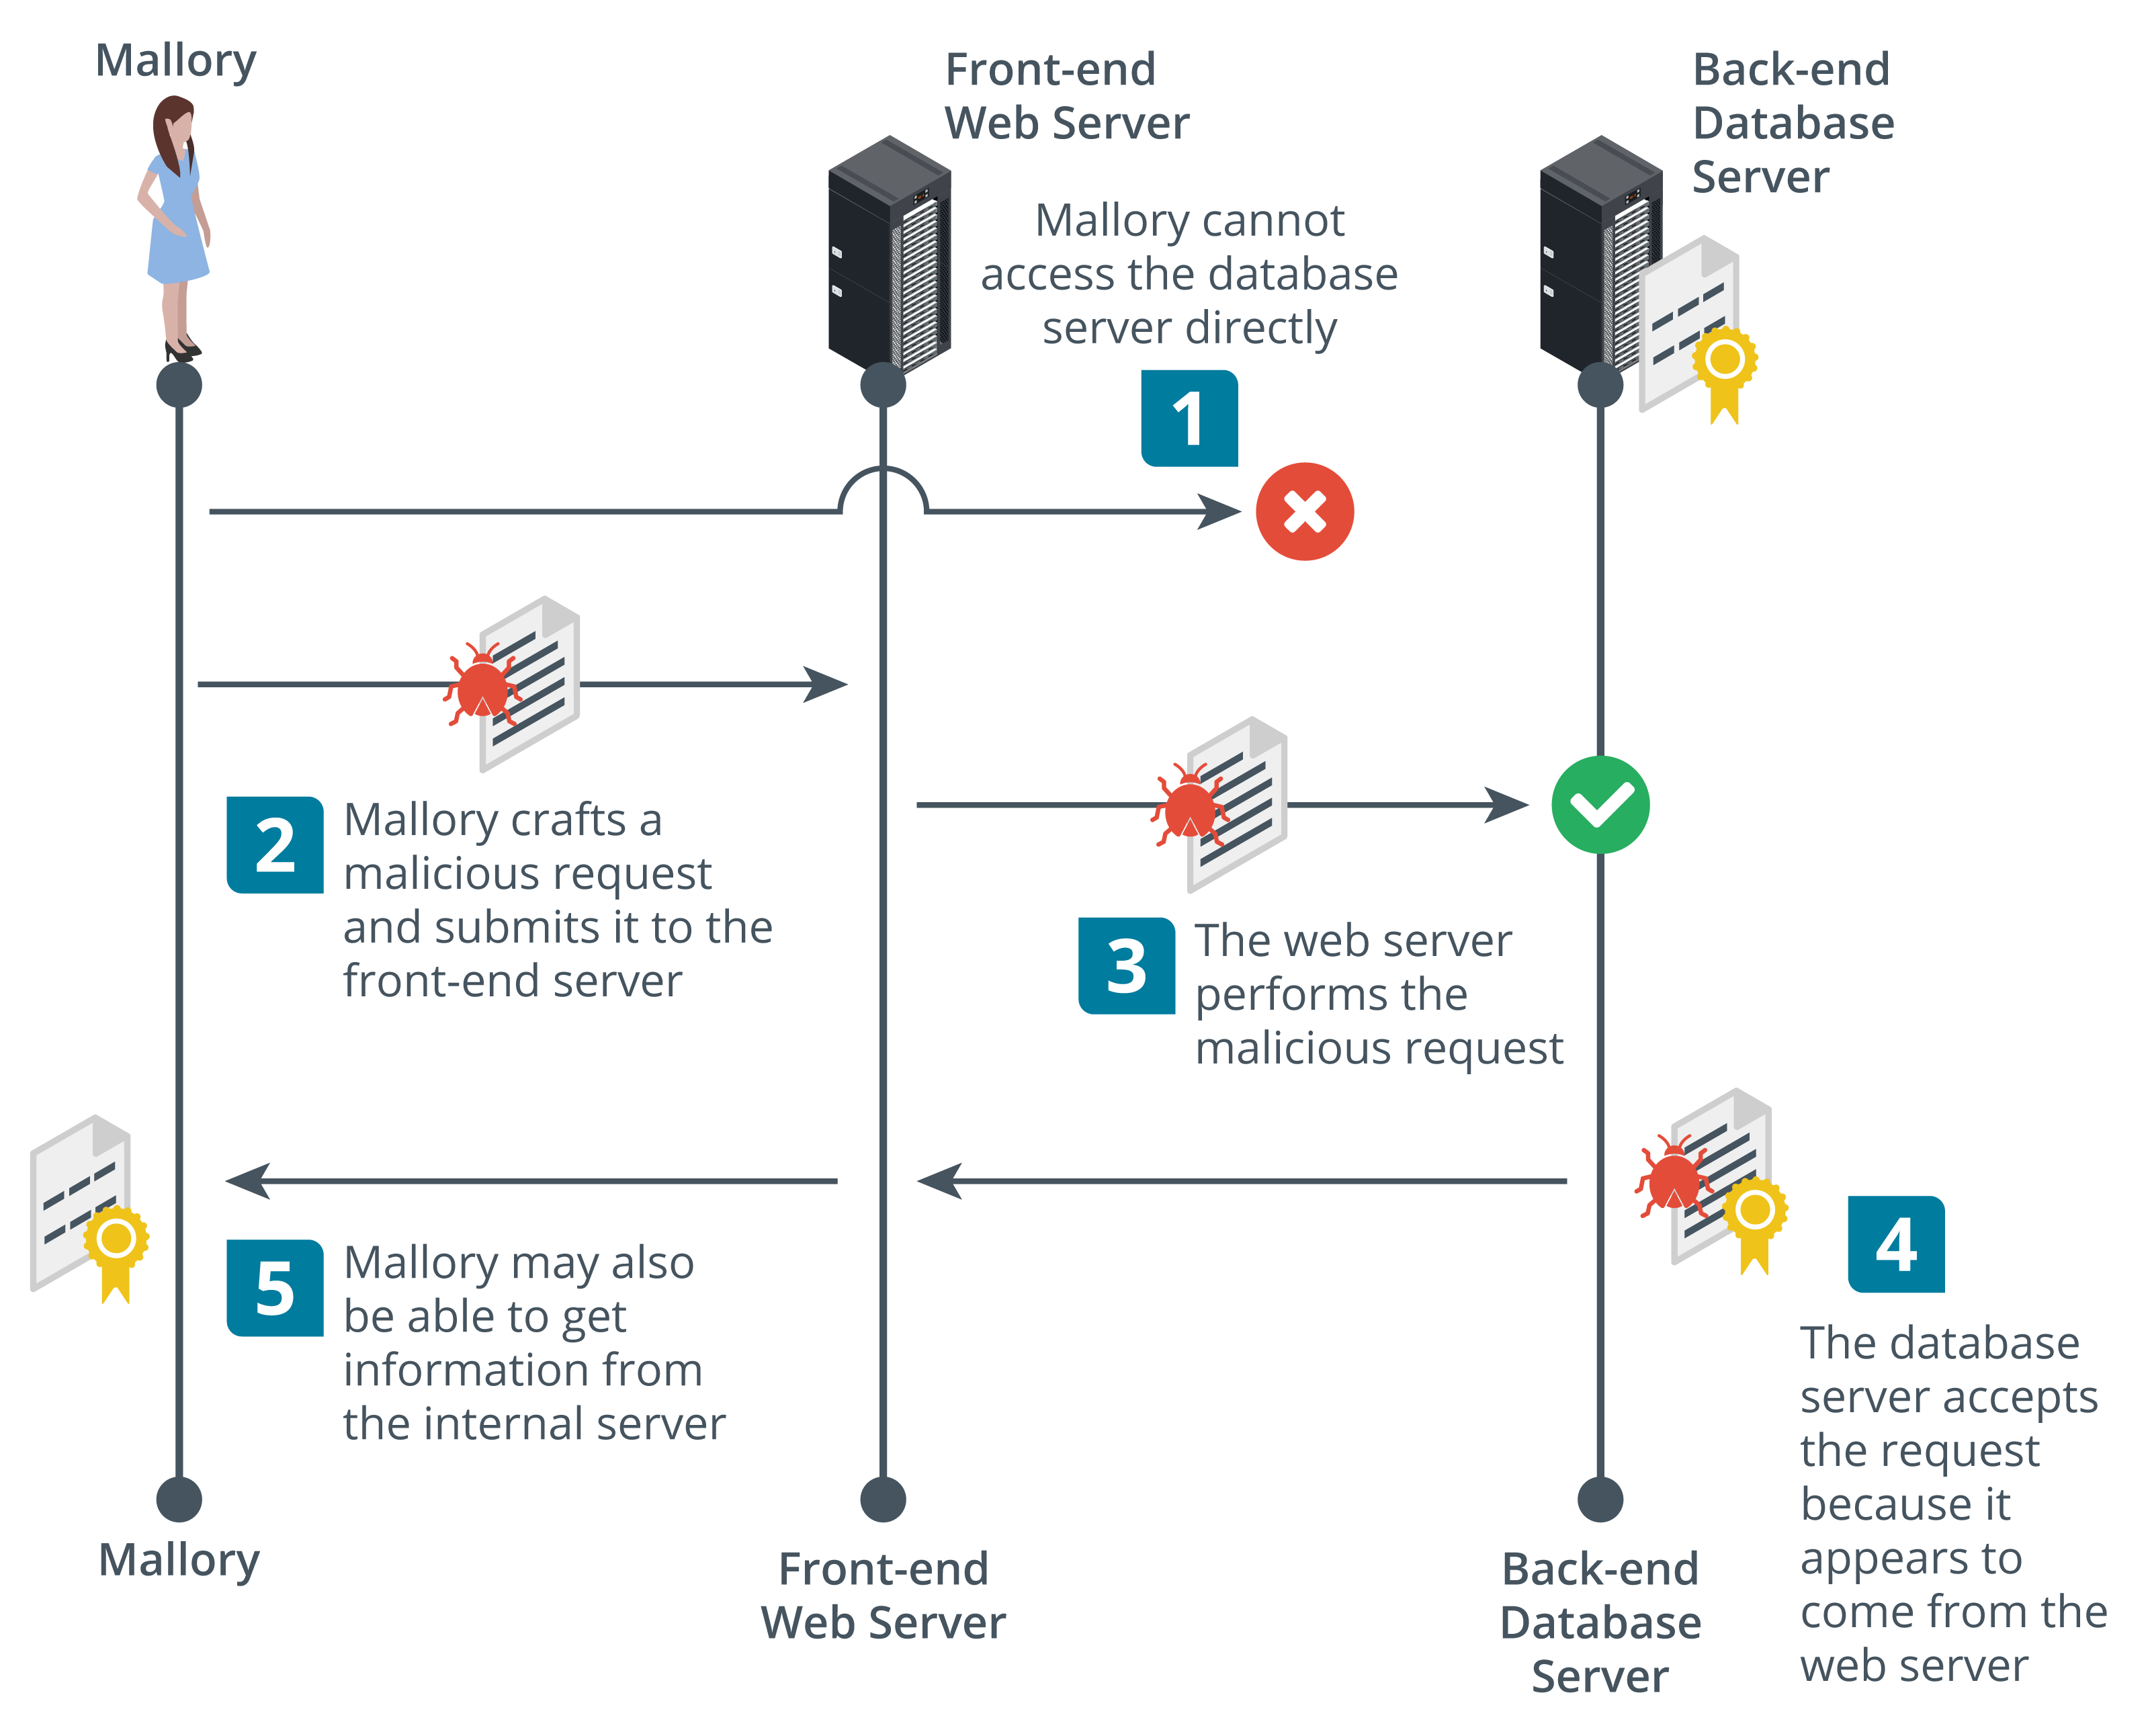 Mallory
Front-end
Web Server
Back-end
Database
Server
Mallory cannot
access the database
server directly
1
2
Mallory crafts a
malicious request
and submits it to the
front-end server
3
The web server
performs the
malicious request
4
The database
server accepts
the request
because it
appears to
come from the
web server
5
Mallory may also
be able to get
information from
the internal server
Mallory
Front-end
Web Server
Back-end
Database
Server